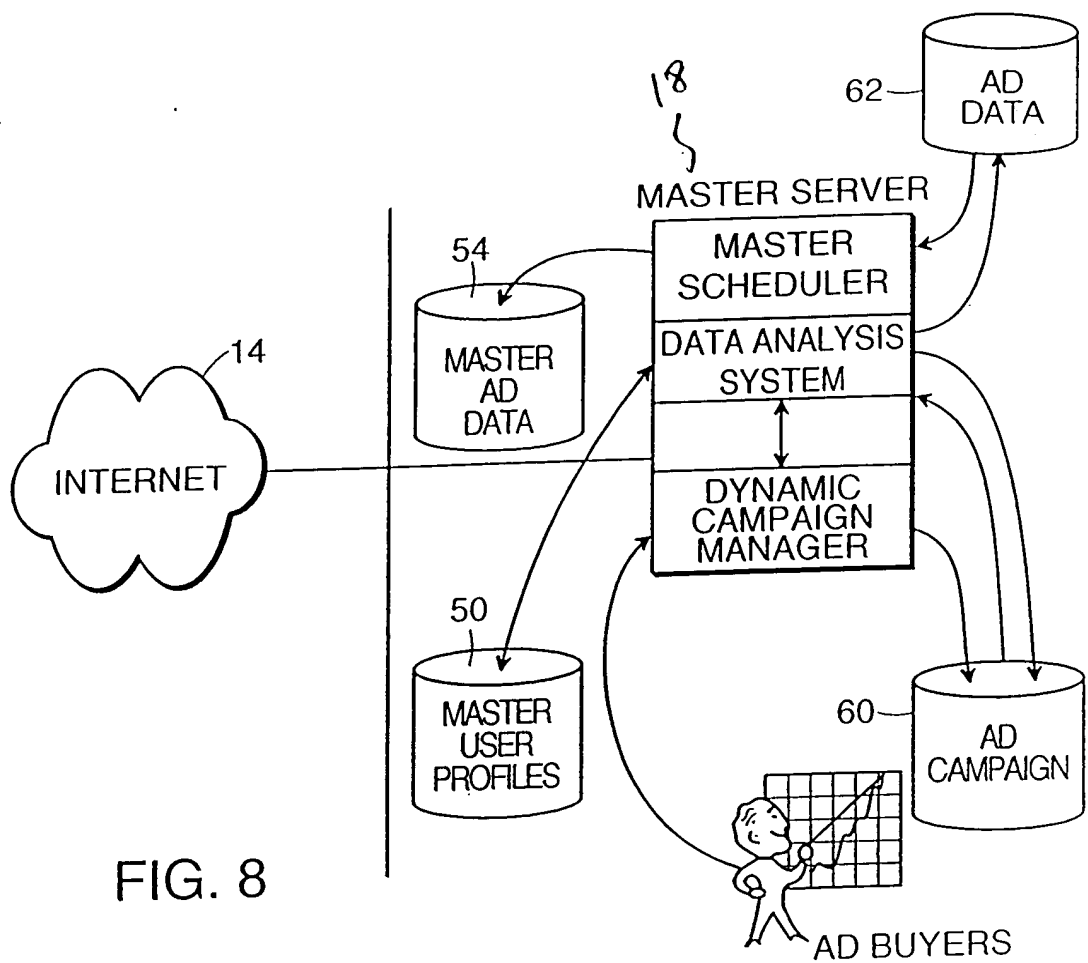 18
62
AD
DATA
MASTER SERVER
MASTER
SCHEDULER
DATA ANALYSIS
SYSTEM
DYNAMIC
CAMPAIGN
MANAGER
54
MASTER
AD
DATA
14
INTERNET
50
MASTER
USER
PROFILES
60
AD
CAMPAIGN
AD BUYERS
FIG. 8